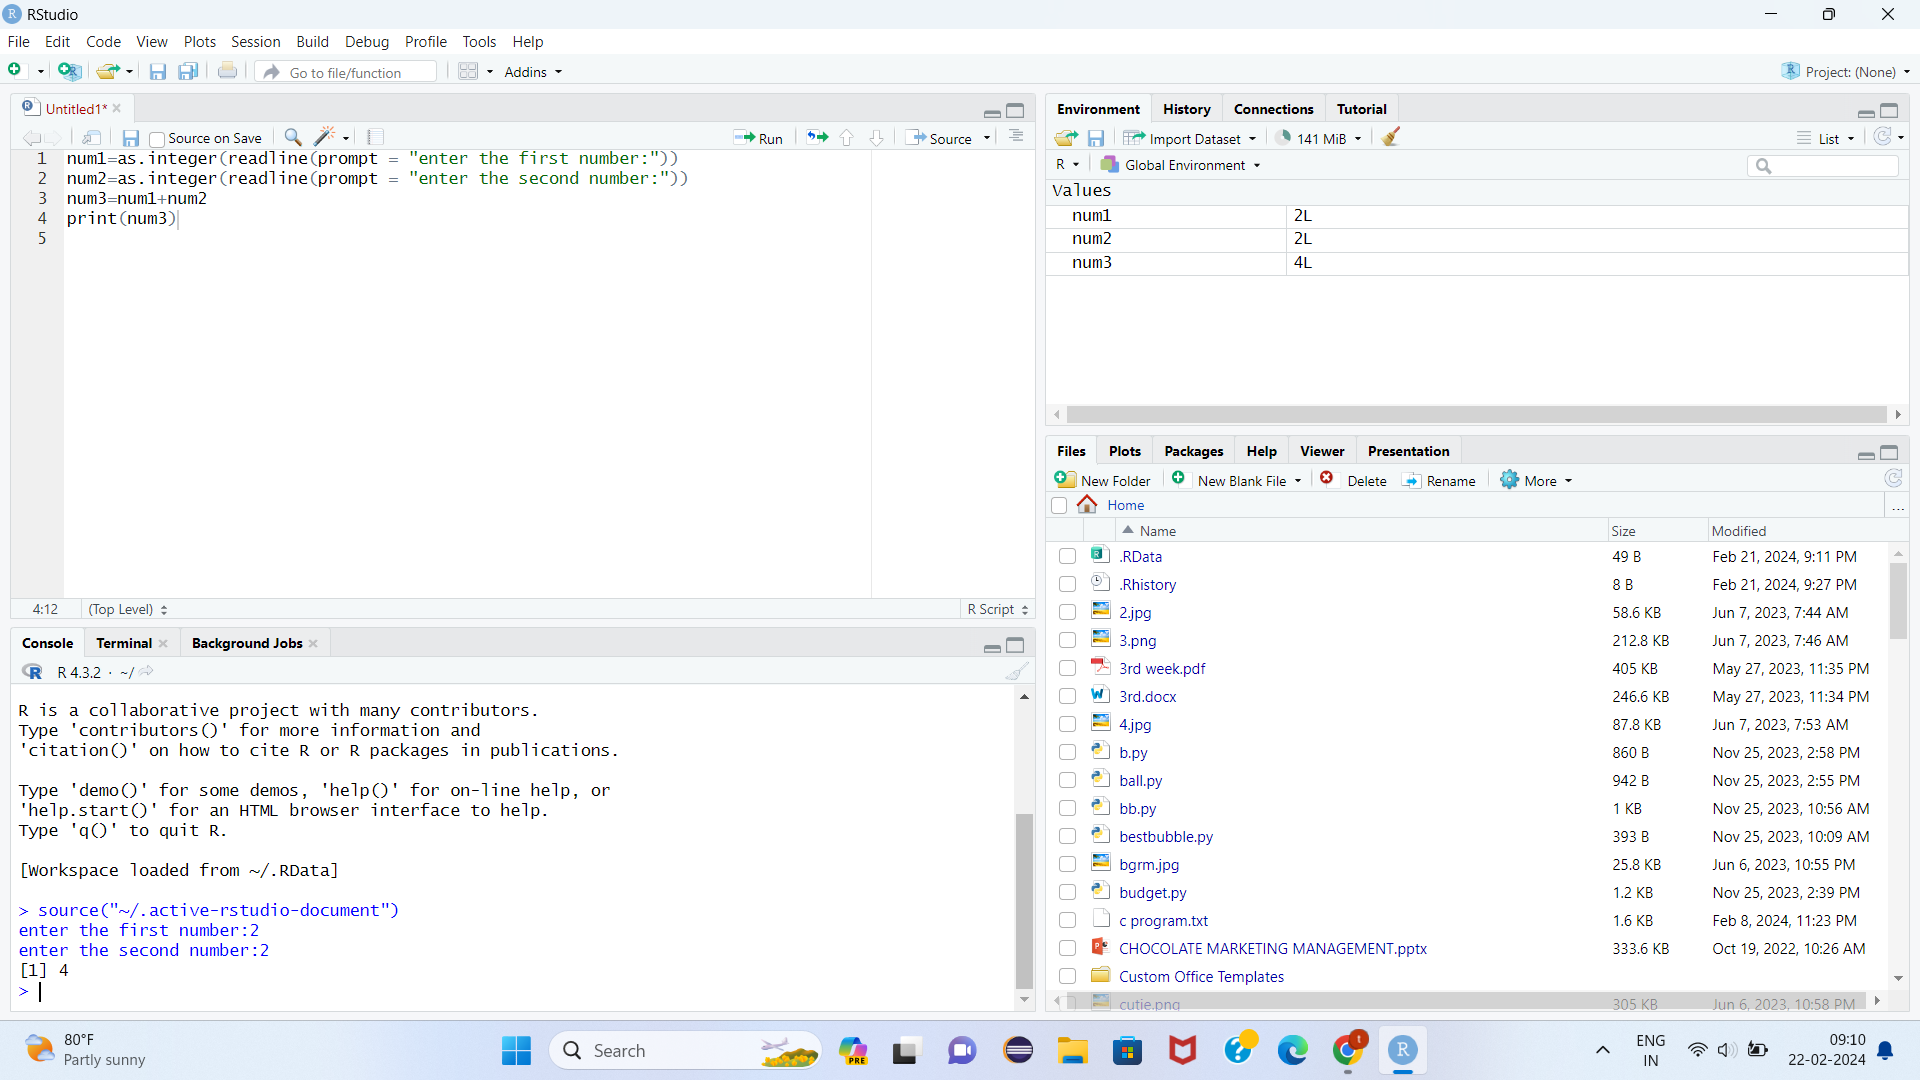 RStudio
File Edit Code View Plots Session Build Debug Profile Tools Help
Go to file/function Addins Project: (None)
Untitled1*
Source on Save Run Source
1 num1=as.integer(readline(prompt = "enter the first number:"))
2 num2=as.integer(readline(prompt = "enter the second number:"))
3 num3=num1+num2
4 print(num3)
5
4:12 (Top Level) R Script
Console Terminal Background Jobs
R 4.3.2 · ~/
R is a collaborative project with many contributors.
Type 'contributors()' for more information and
'citation()' on how to cite R or R packages in publications.
Type 'demo()' for some demos, 'help()' for on-line help, or
'help.start()' for an HTML browser interface to help.
Type 'q()' to quit R.
[Workspace loaded from ~/.RData]
> source("~/.active-rstudio-document")
enter the first number:2
enter the second number:2
[1] 4
>
Environment History Connections Tutorial
Import Dataset 141 MiB List
R Global Environment
Values
num1 2L
num2 2L
num3 4L
Files Plots Packages Help Viewer Presentation
New Folder New Blank File Delete Rename More
Home ...
Name Size Modified
.RData 49 B Feb 21, 2024, 9:11 PM
.Rhistory 8 B Feb 21, 2024, 9:27 PM
2.jpg 58.6 KB Jun 7, 2023, 7:44 AM
3.png 212.8 KB Jun 7, 2023, 7:46 AM
3rd week.pdf 405 KB May 27, 2023, 11:35 PM
3rd.docx 246.6 KB May 27, 2023, 11:34 PM
4.jpg 87.8 KB Jun 7, 2023, 7:53 AM
b.py 860 B Nov 25, 2023, 2:58 PM
ball.py 942 B Nov 25, 2023, 2:55 PM
bb.py 1 KB Nov 25, 2023, 10:56 AM
bestbubble.py 393 B Nov 25, 2023, 10:09 AM
bgrm.jpg 25.8 KB Jun 6, 2023, 10:55 PM
budget.py 1.2 KB Nov 25, 2023, 2:39 PM
c program.txt 1.6 KB Feb 8, 2024, 11:23 PM
CHOCOLATE MARKETING MANAGEMENT.pptx 333.6 KB Oct 19, 2022, 10:26 AM
Custom Office Templates
cutie.png 305 KB Jun 6, 2023, 10:58 PM
80°F
Partly sunny
Search
PRE
t
R
ENG
IN
09:10
22-02-2024